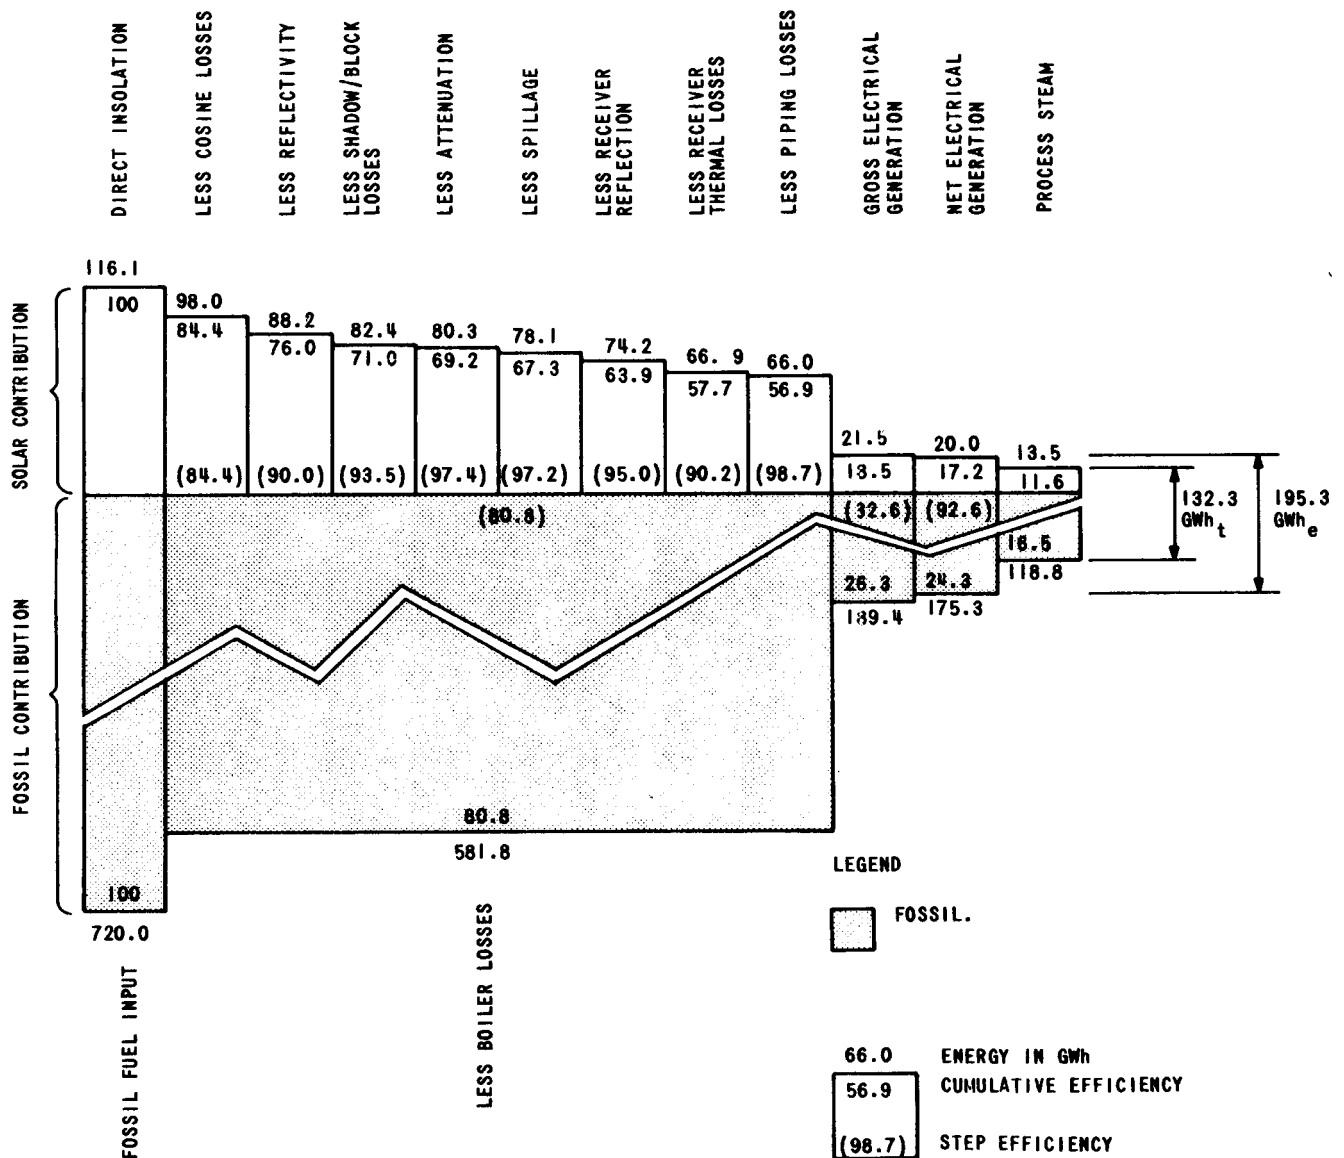 DIRECT INSOLATION
LESS COSINE LOSSES
LESS REFLECTIVITY
LESS SHADOW/BLOCK
LOSSES
LESS ATTENUATION
LESS SPILLAGE
LESS RECEIVER
REFLECTION
LESS RECEIVER
THERMAL LOSSES
LESS PIPING LOSSES
GROSS ELECTRICAL
GENERATION
NET ELECTRICAL
GENERATION
PROCESS STEAM
SOLAR CONTRIBUTION
116.1
100
98.0
84.4
(84.4)
88.2
76.0
(90.0)
82.4
71.0
(93.5)
80.3
69.2
(97.4)
78.1
67.3
(97.2)
74.2
63.9
(95.0)
66.9
57.7
(90.2)
66.0
56.9
(98.7)
21.5
18.5
(32.6)
20.0
17.2
(92.6)
13.5
11.6
132.3
GWht
195.3
GWhe
FOSSIL CONTRIBUTION
(80.8)
16.5
118.8
26.3
189.4
24.3
175.3
80.8
581.8
100
720.0
FOSSIL FUEL INPUT
LESS BOILER LOSSES
LEGEND
FOSSIL.
66.0 ENERGY IN GWh
56.9 CUMULATIVE EFFICIENCY
(98.7) STEP EFFICIENCY